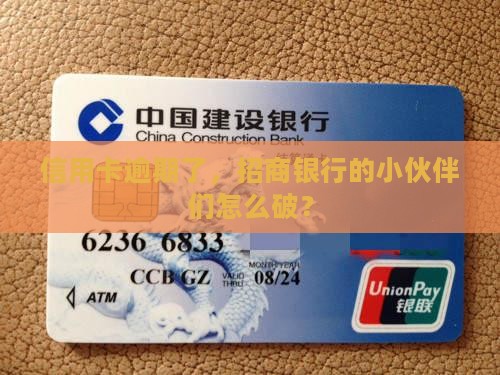 中国建设银行
China Construction Bank
信用卡逾期了，招商银行的小伙伴
们怎么破？
6236 6833
MONTH/YEAR
CCB GZ VALID THRU 08/24
ATM
UnionPay
银联